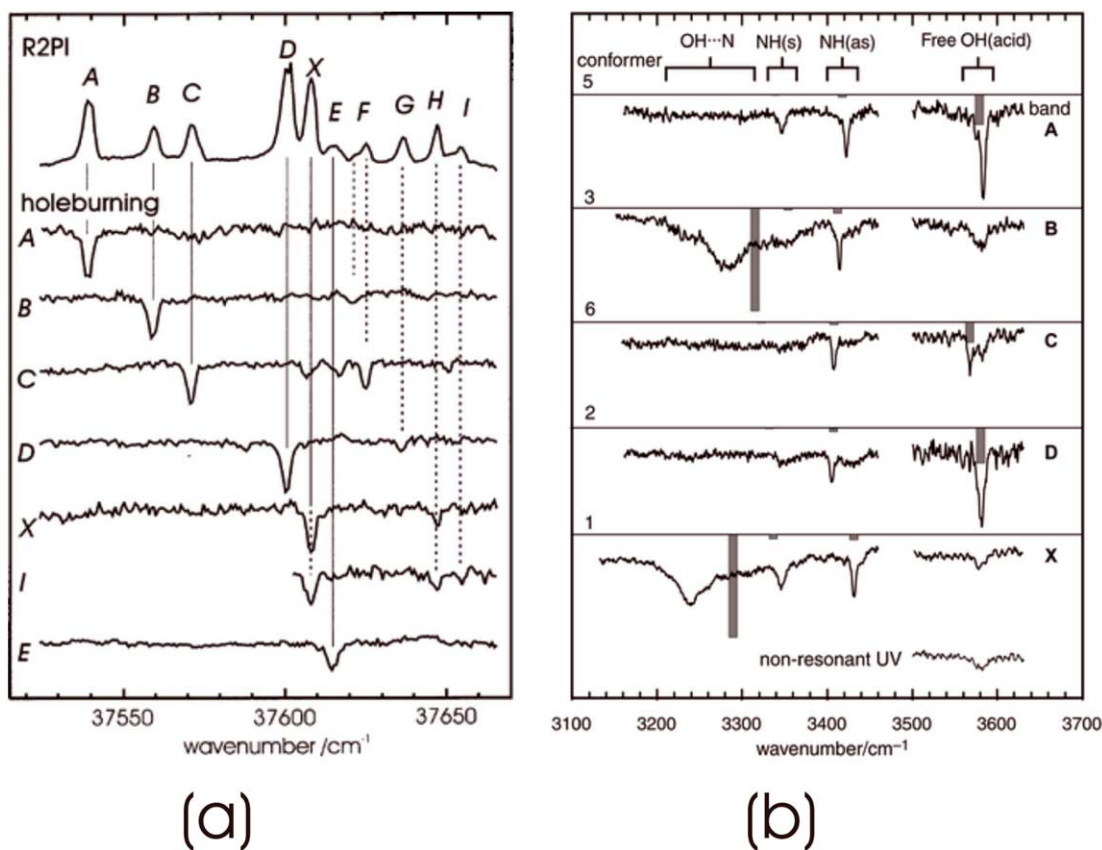 R2PI
A
B
C
D
X
E
F
G
H
I
holeburning
A
B
C
D
X
I
E
37550
37600
37650
wavenumber /cm⁻¹
(a)
OH···N
NH(s)
NH(as)
Free OH(acid)
conformer
5
band
A
3
B
6
C
2
D
1
X
non-resonant UV
3100
3200
3300
3400
3500
3600
3700
wavenumber/cm⁻¹
(b)